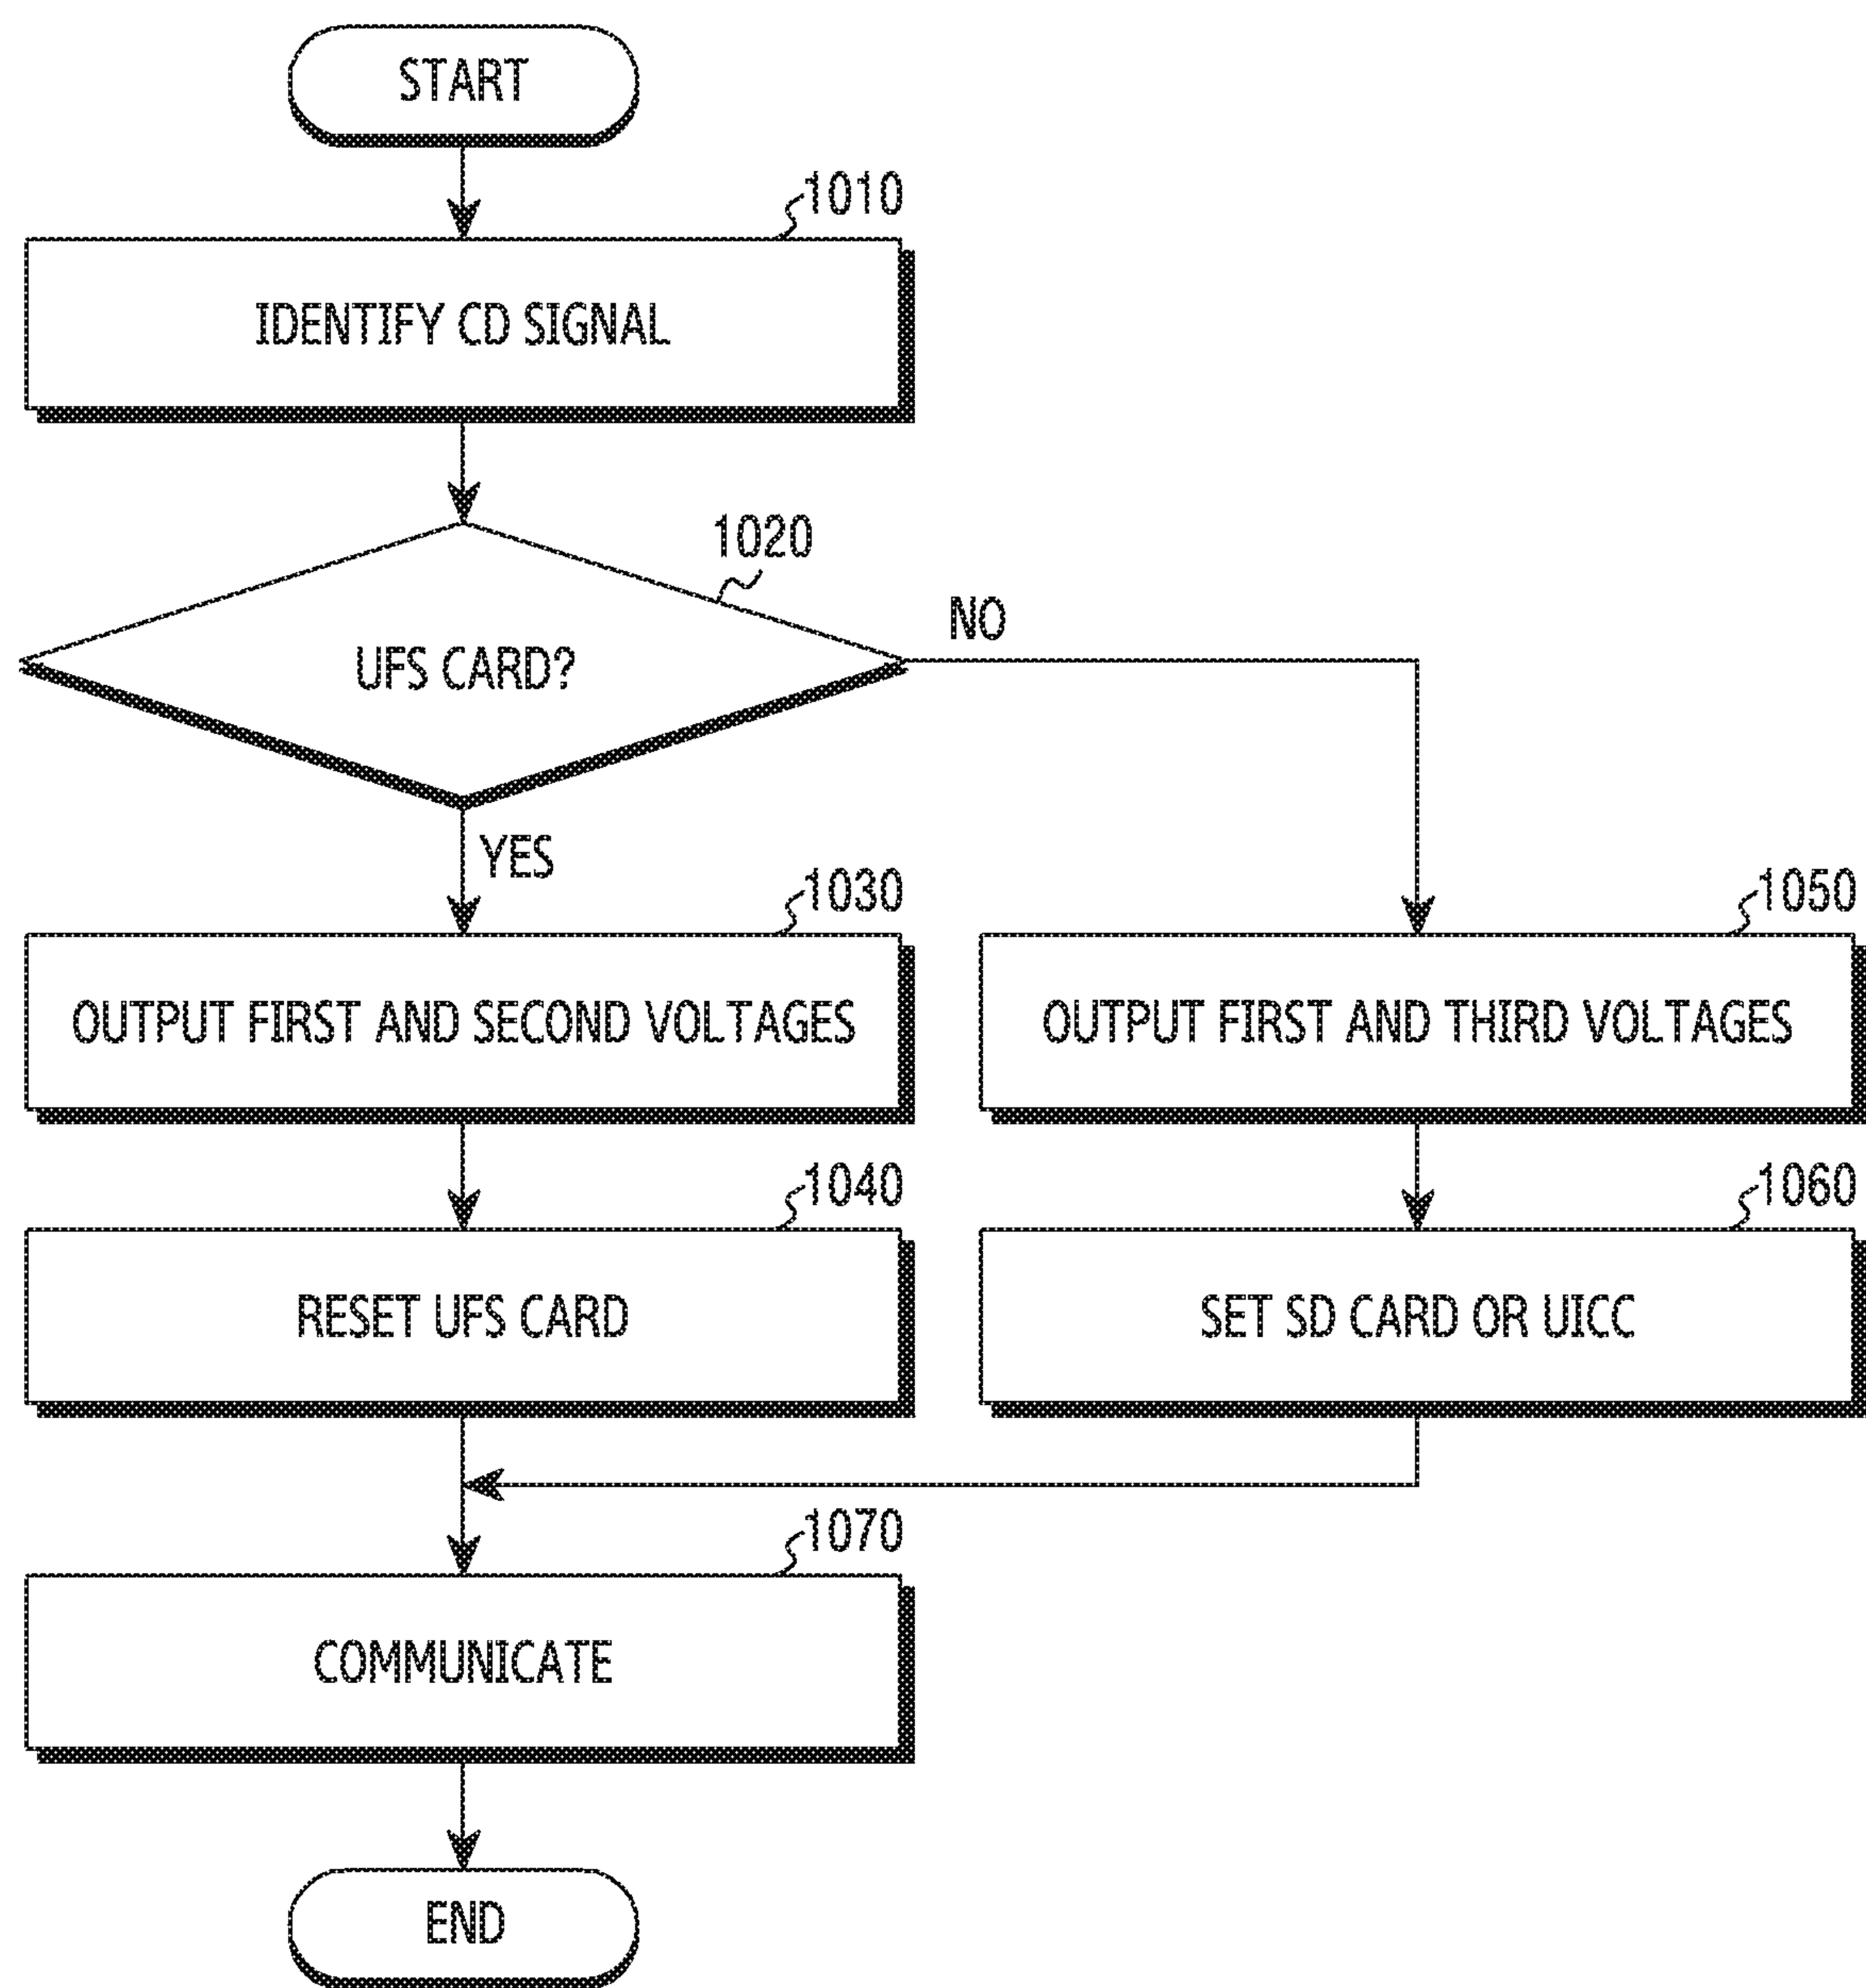 START
1010
IDENTIFY CD SIGNAL
1020
UFS CARD?
NO
YES
1030
OUTPUT FIRST AND SECOND VOLTAGES
1050
OUTPUT FIRST AND THIRD VOLTAGES
1040
RESET UFS CARD
1060
SET SD CARD OR UICC
1070
COMMUNICATE
END